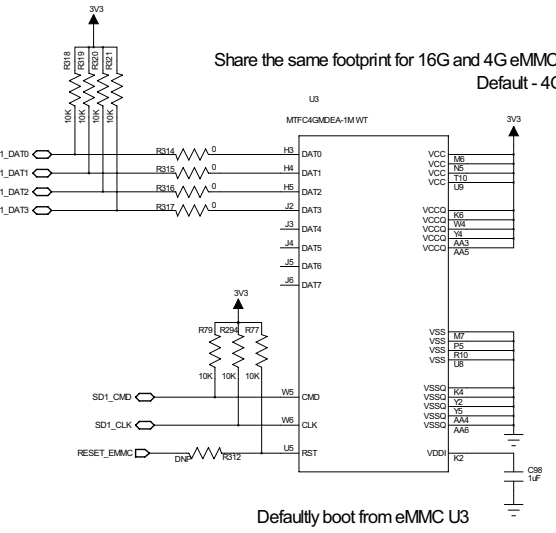 3V3
R318 R319 R320 R321
10K 10K 10K 10K
Share the same footprint for 16G and 4G eMMC
Default - 4G
U3
MTFC4GMDEA-1M WT
3V3
1_DAT0 R314 0 H3 DAT0
1_DAT1 R315 0 H4 DAT1
1_DAT2 R316 0 H5 DAT2
1_DAT3 R317 0 J2 DAT3
J3 DAT4
J4 DAT5
J5 DAT6
J6 DAT7
VCC M6
VCC N5
VCC T10
VCC U9
VCCQ K6
VCCQ W4
VCCQ Y4
VCCQ AA3
VCCQ AA5
3V3
R79 R294 R77
10K 10K 10K
VSS M7
VSS P5
VSS R10
VSS U8
VSSQ K4
VSSQ Y2
VSSQ Y5
VSSQ AA4
VSSQ AA6
SD1_CMD W5 CMD
SD1_CLK W6 CLK
RESET_EMMC DNP R312 U5 RST
VDDI K2
C98
1uF
Defaultly boot from eMMC U3